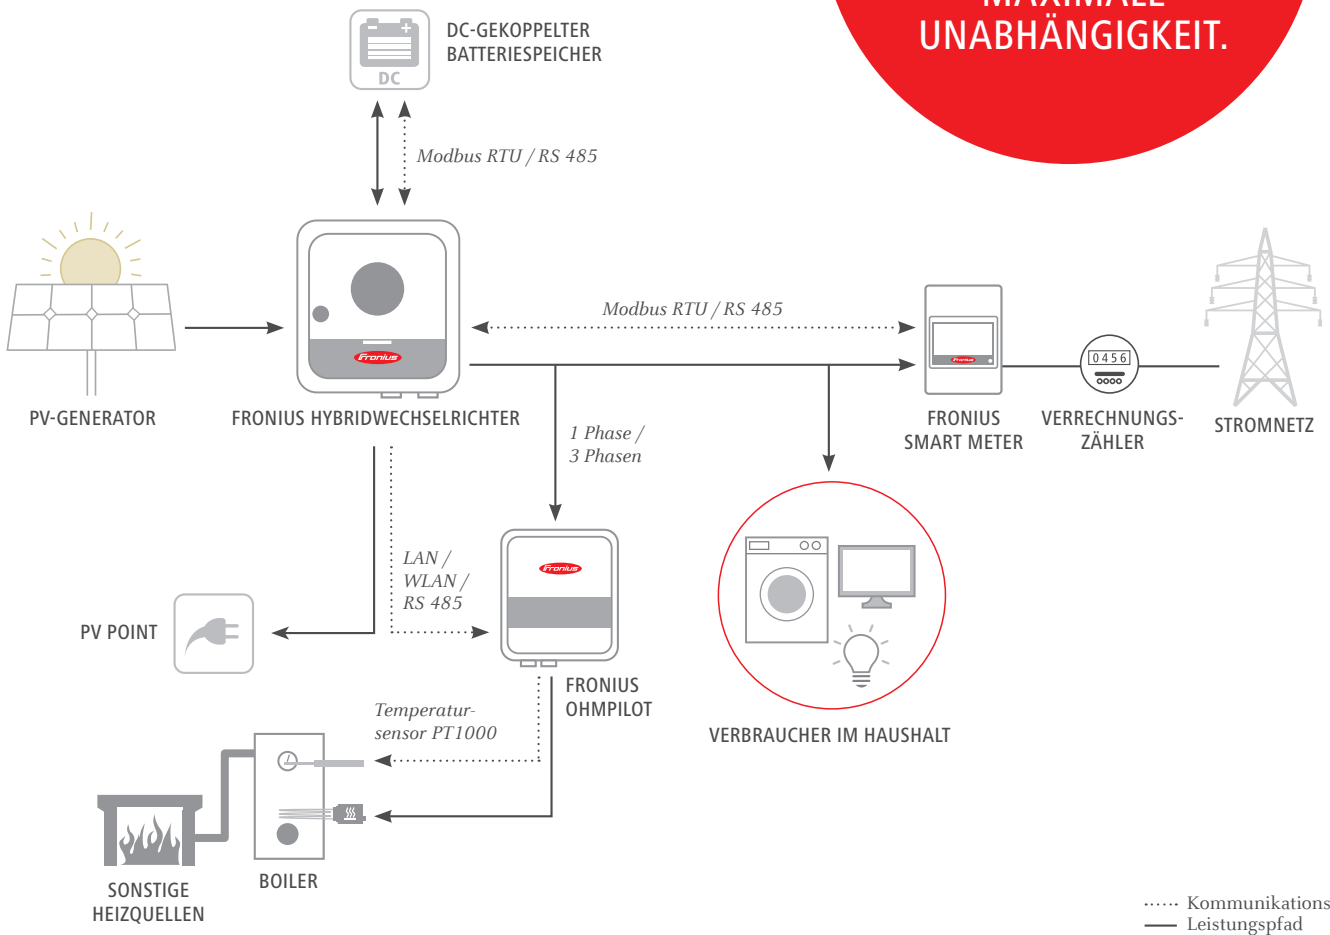 MAXIMALE
UNABHÄNGIGKEIT.
DC-GEKOPPELTER
BATTERIESPEICHER
DC
Modbus RTU / RS 485
Modbus RTU / RS 485
0456
Fronius
Fronius
PV-GENERATOR
FRONIUS HYBRIDWECHSELRICHTER
FRONIUS
SMART METER
VERRECHNUNGS-
ZÄHLER
STROMNETZ
1 Phase /
3 Phasen
LAN /
WLAN /
RS 485
Fronius
PV POINT
FRONIUS
OHMPILOT
Temperatur-
sensor PT1000
VERBRAUCHER IM HAUSHALT
BOILER
SONSTIGE
HEIZQUELLEN
Kommunikations
Leistungspfad